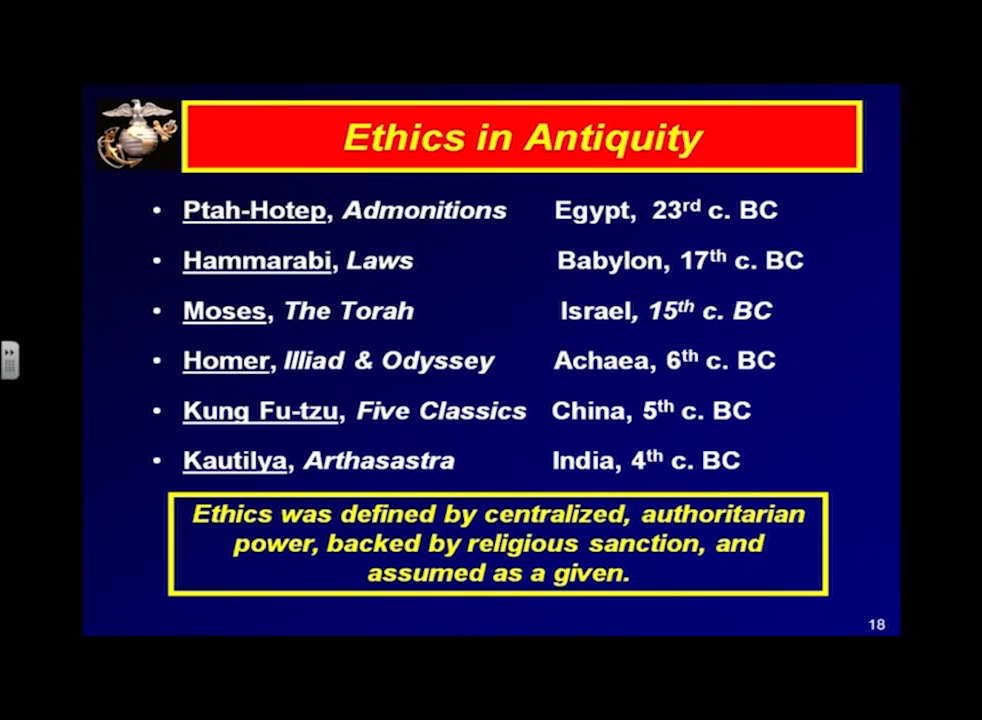 Ethics in Antiquity
• Ptah-Hotep, Admonitions Egypt, 23rd c. BC
• Hammarabi, Laws Babylon, 17th c. BC
• Moses, The Torah Israel, 15th c. BC
• Homer, Illiad & Odyssey Achaea, 6th c. BC
• Kung Fu-tzu, Five Classics China, 5th c. BC
• Kautilya, Arthasastra India, 4th c. BC
Ethics was defined by centralized, authoritarian
power, backed by religious sanction, and
assumed as a given.
18